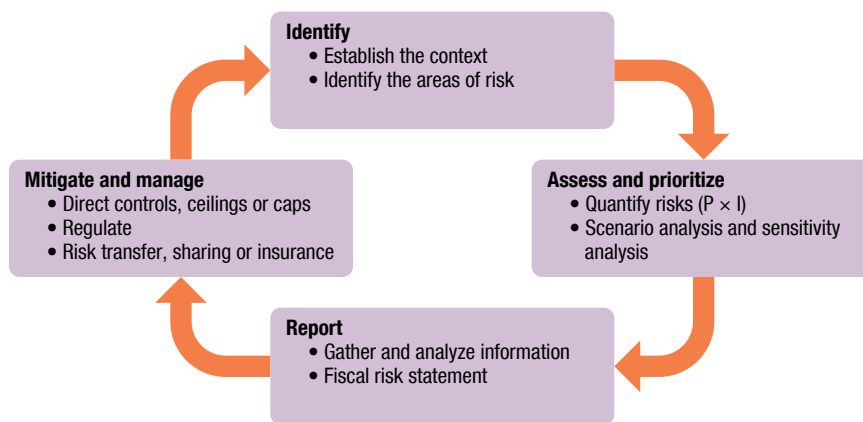 Identify
• Establish the context
• Identify the areas of risk
Assess and prioritize
• Quantify risks (P × I)
• Scenario analysis and sensitivity
analysis
Report
• Gather and analyze information
• Fiscal risk statement
Mitigate and manage
• Direct controls, ceilings or caps
• Regulate
• Risk transfer, sharing or insurance